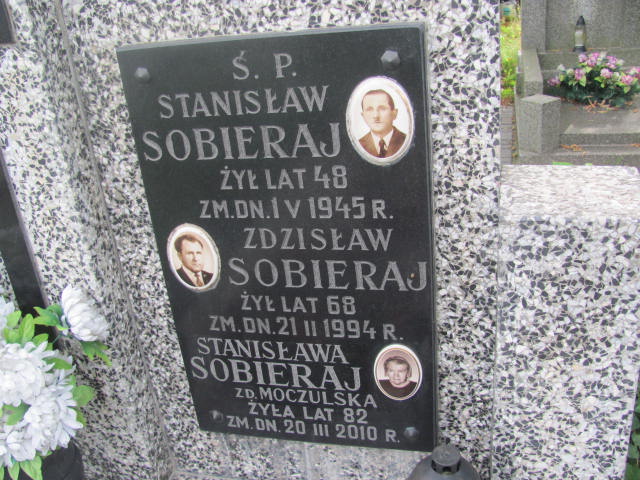 Ś. P.
STANISŁAW
SOBIERAJ
ŻYŁ LAT 48
ZM. DN. 1 V 1945 R.
ZDZISŁAW
SOBIERAJ
ŻYŁ LAT 68
ZM. DN. 21 II 1994 R.
STANISŁAWA
SOBIERAJ
ZD. MOCZULSKA
ŻYŁA LAT 82
ZM. DN. 20 III 2010 R.